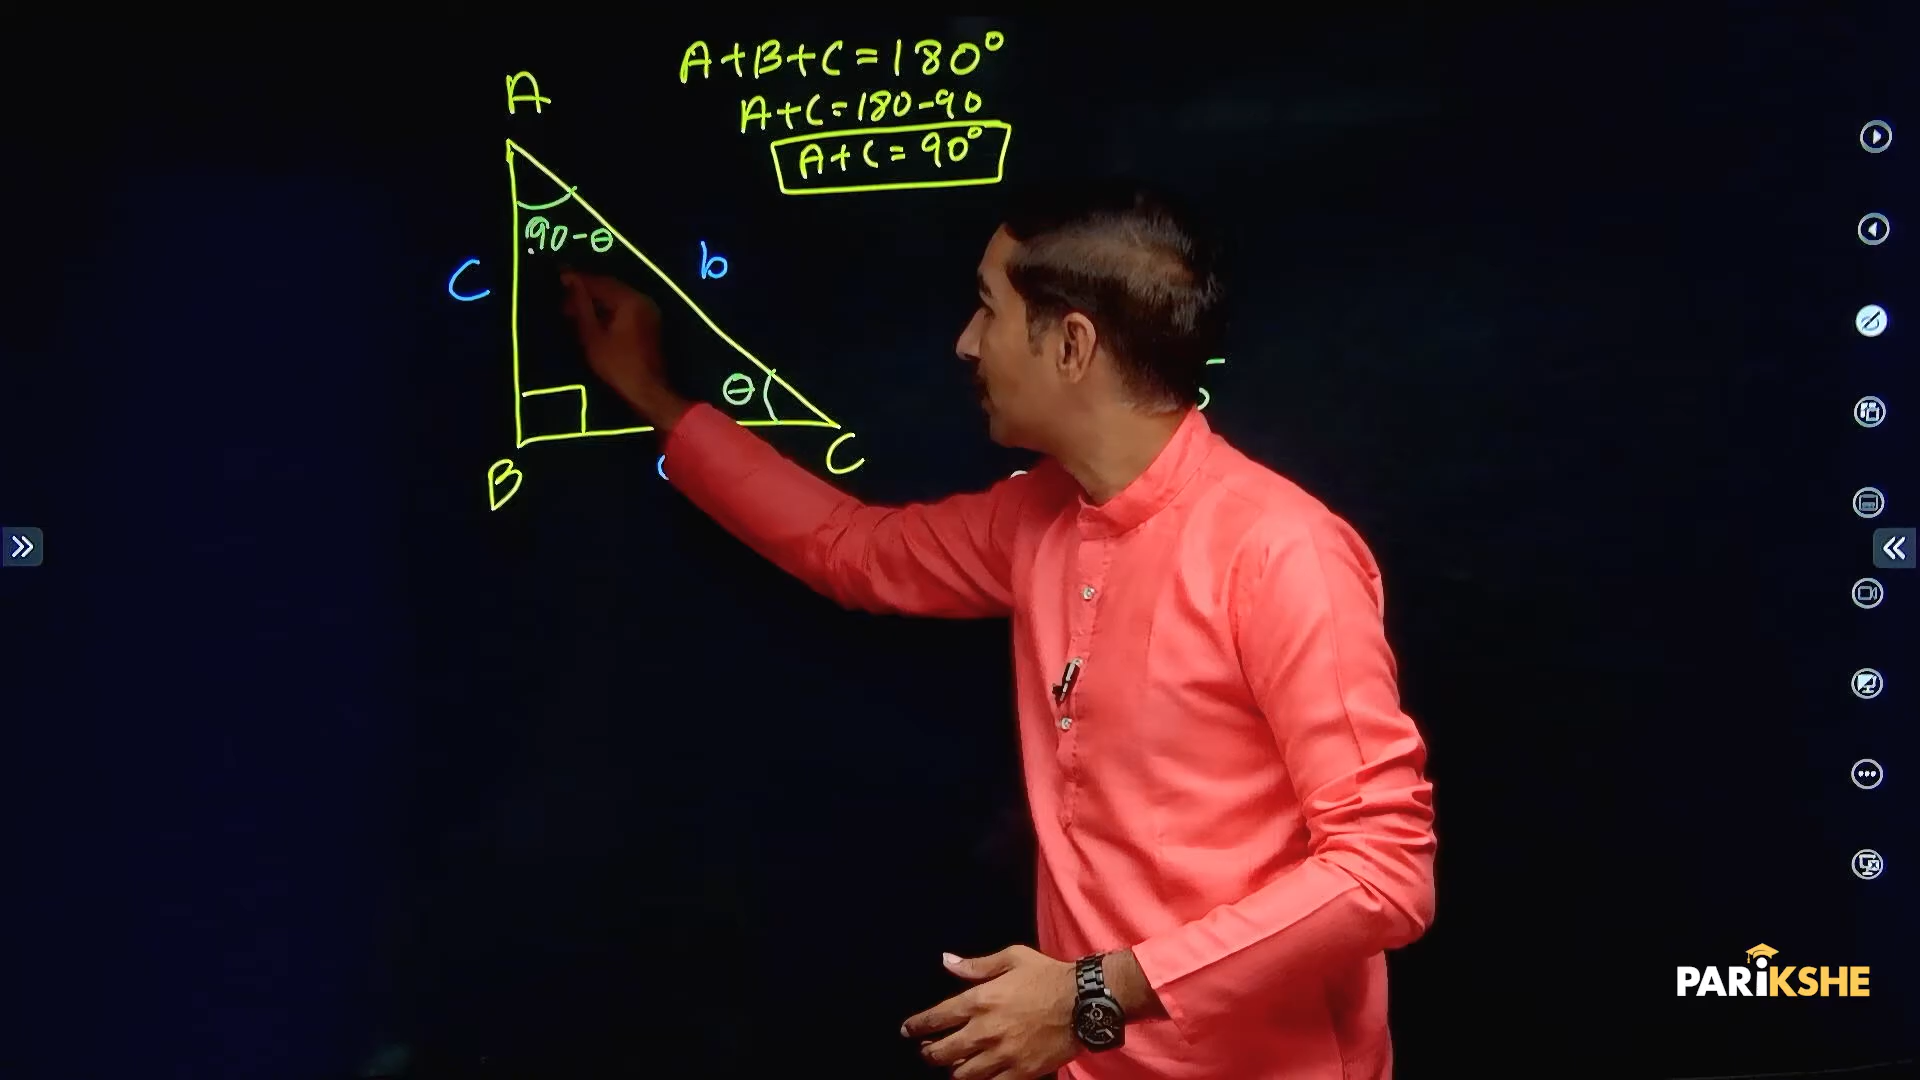 A+B+C=180°
A+C=180-90
A+C=90°
A
90-θ
C
b
θ
B
C
PARiKSHE